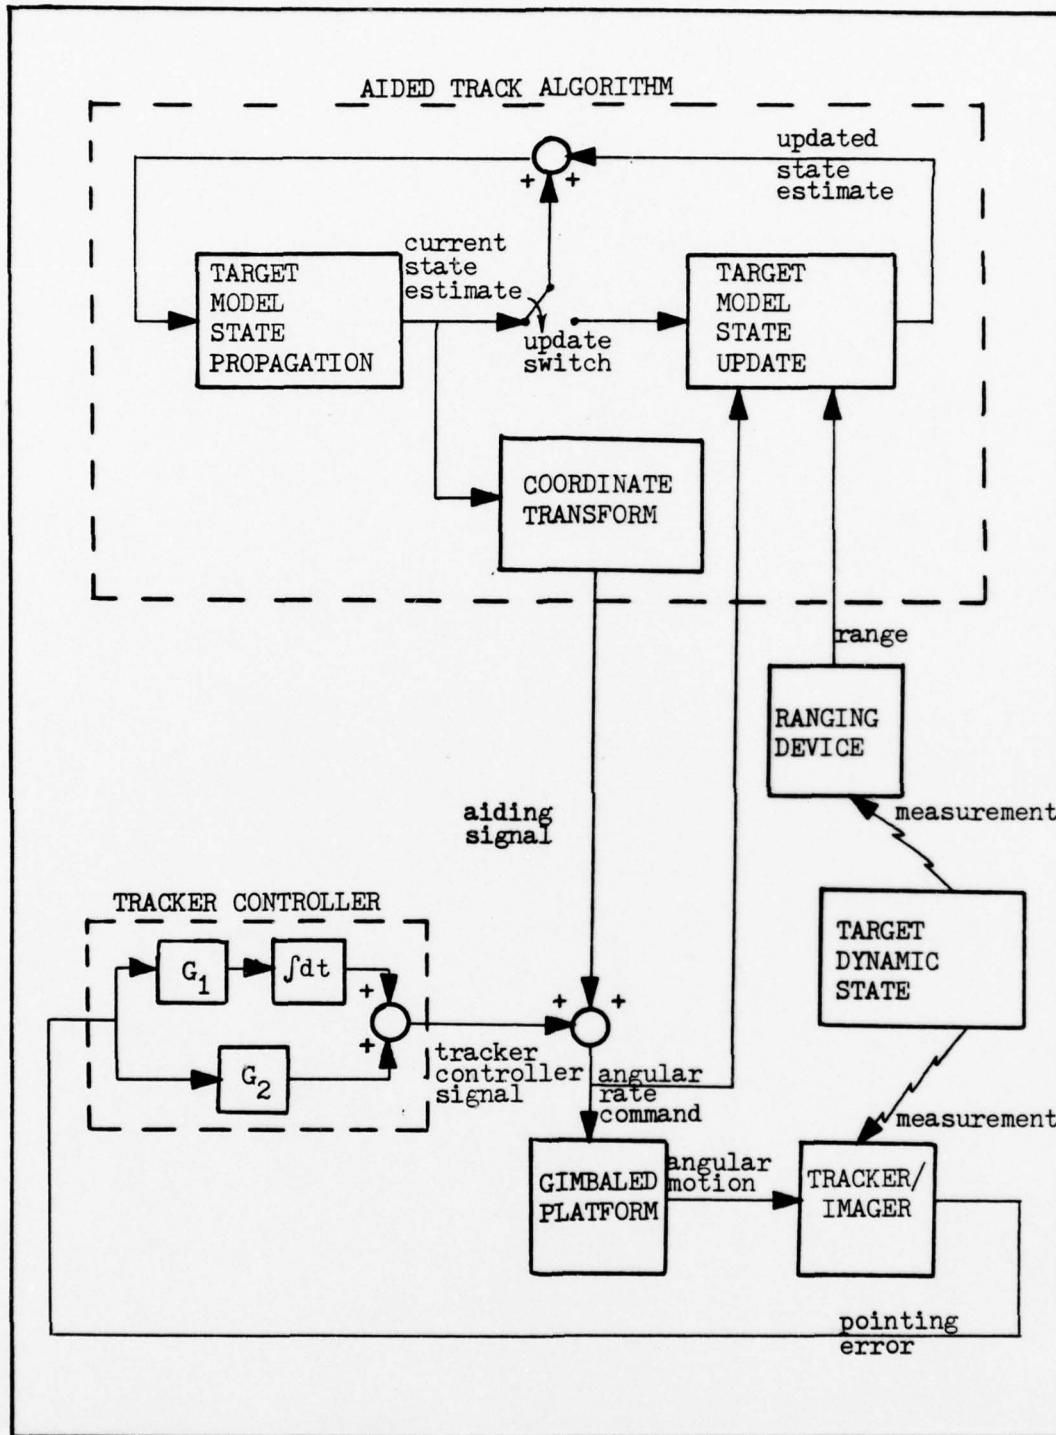 AIDED TRACK ALGORITHM
updated
state
estimate
+ +
current
state
estimate
TARGET
MODEL
STATE
PROPAGATION
update
switch
TARGET
MODEL
STATE
UPDATE
COORDINATE
TRANSFORM
range
RANGING
DEVICE
aiding
signal
measurement
TARGET
DYNAMIC
STATE
TRACKER CONTROLLER
G1
∫dt
+
+
G2
+ +
tracker
controller
signal
angular
rate
command
measurement
GIMBALED
PLATFORM
angular
motion
TRACKER/
IMAGER
pointing
error